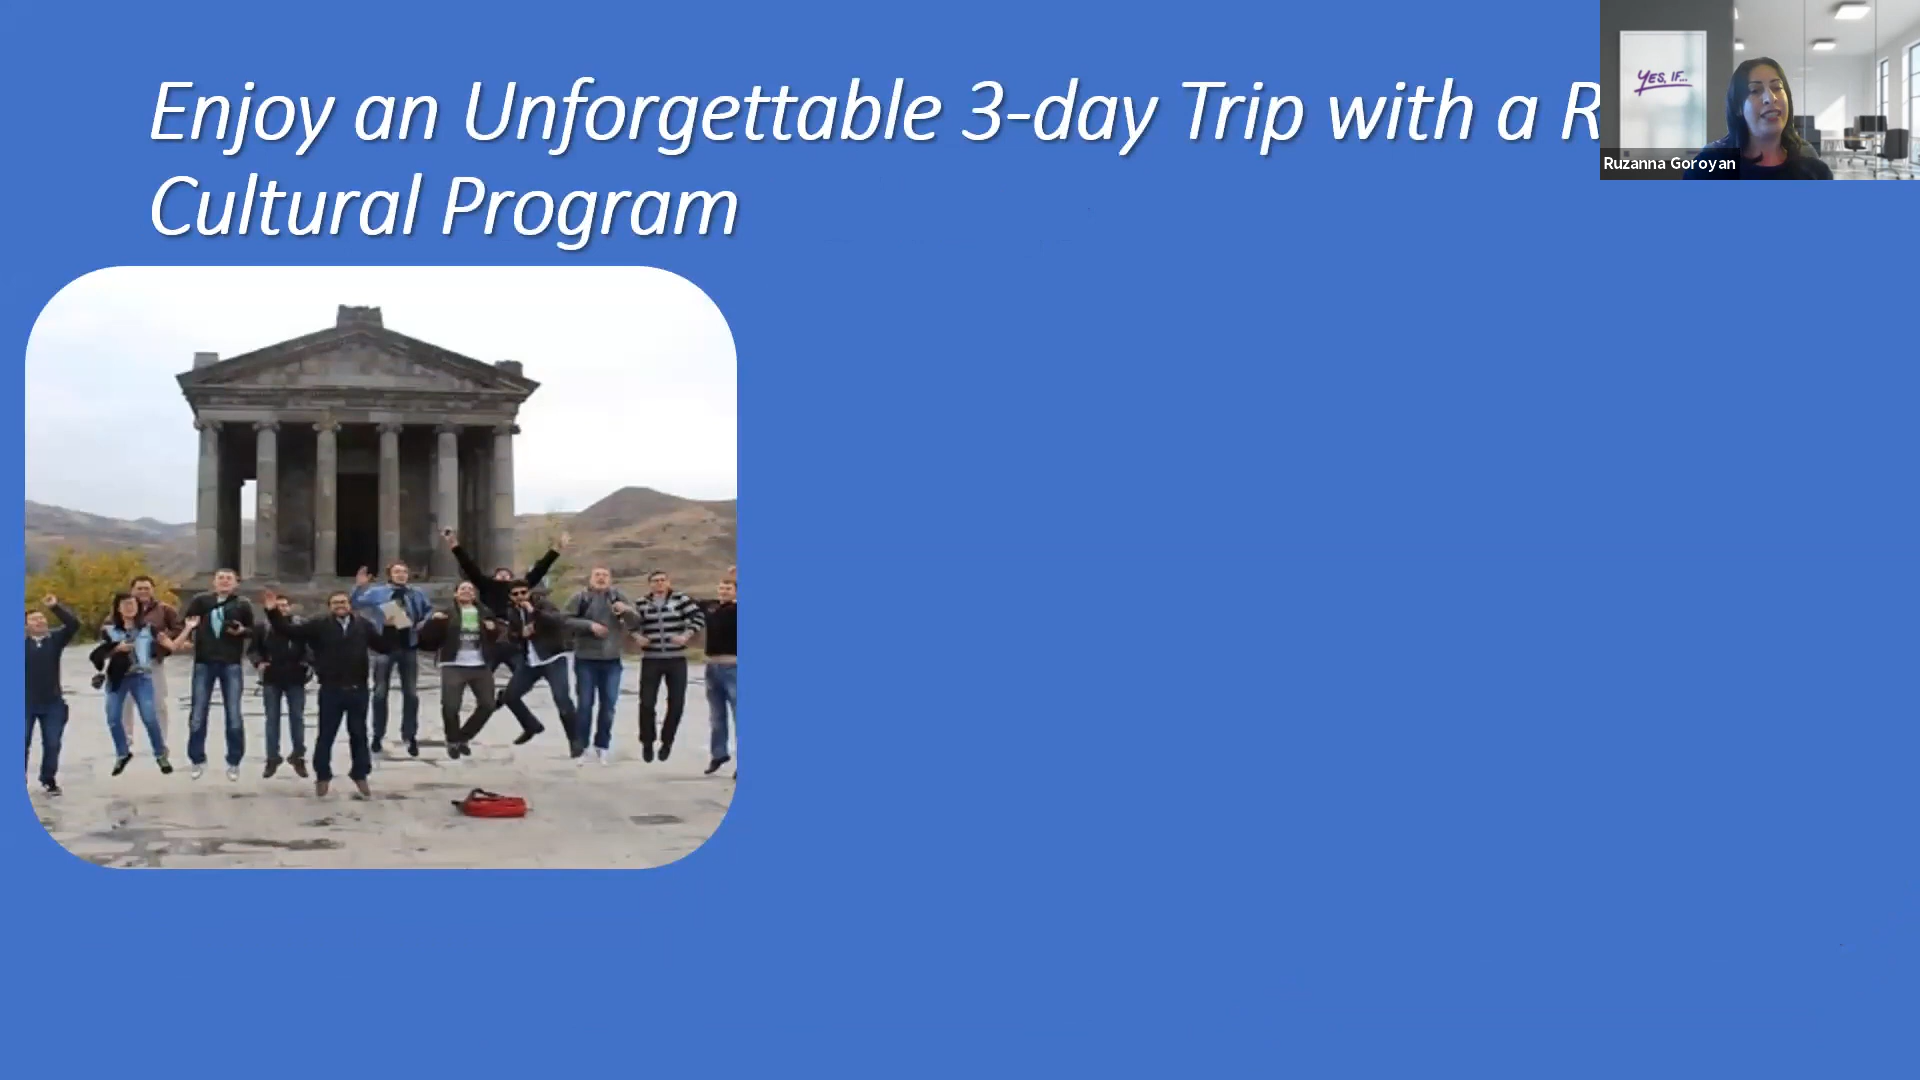 Enjoy an Unforgettable 3-day Trip with a
Cultural Program
YES, IF...
Ruzanna Goroyan